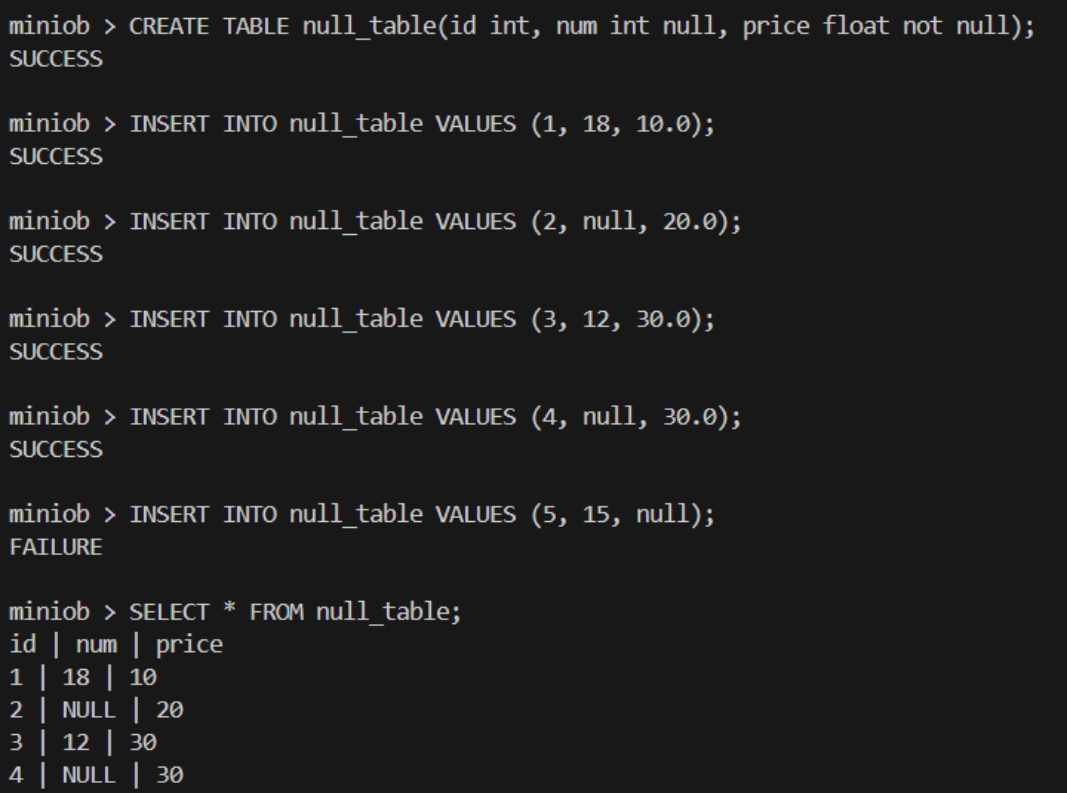 miniob > CREATE TABLE null_table(id int, num int null, price float not null);
SUCCESS
miniob > INSERT INTO null_table VALUES (1, 18, 10.0);
SUCCESS
miniob > INSERT INTO null_table VALUES (2, null, 20.0);
SUCCESS
miniob > INSERT INTO null_table VALUES (3, 12, 30.0);
SUCCESS
miniob > INSERT INTO null_table VALUES (4, null, 30.0);
SUCCESS
miniob > INSERT INTO null_table VALUES (5, 15, null);
FAILURE
miniob > SELECT * FROM null_table;
id | num | price
1 | 18 | 10
2 | NULL | 20
3 | 12 | 30
4 | NULL | 30